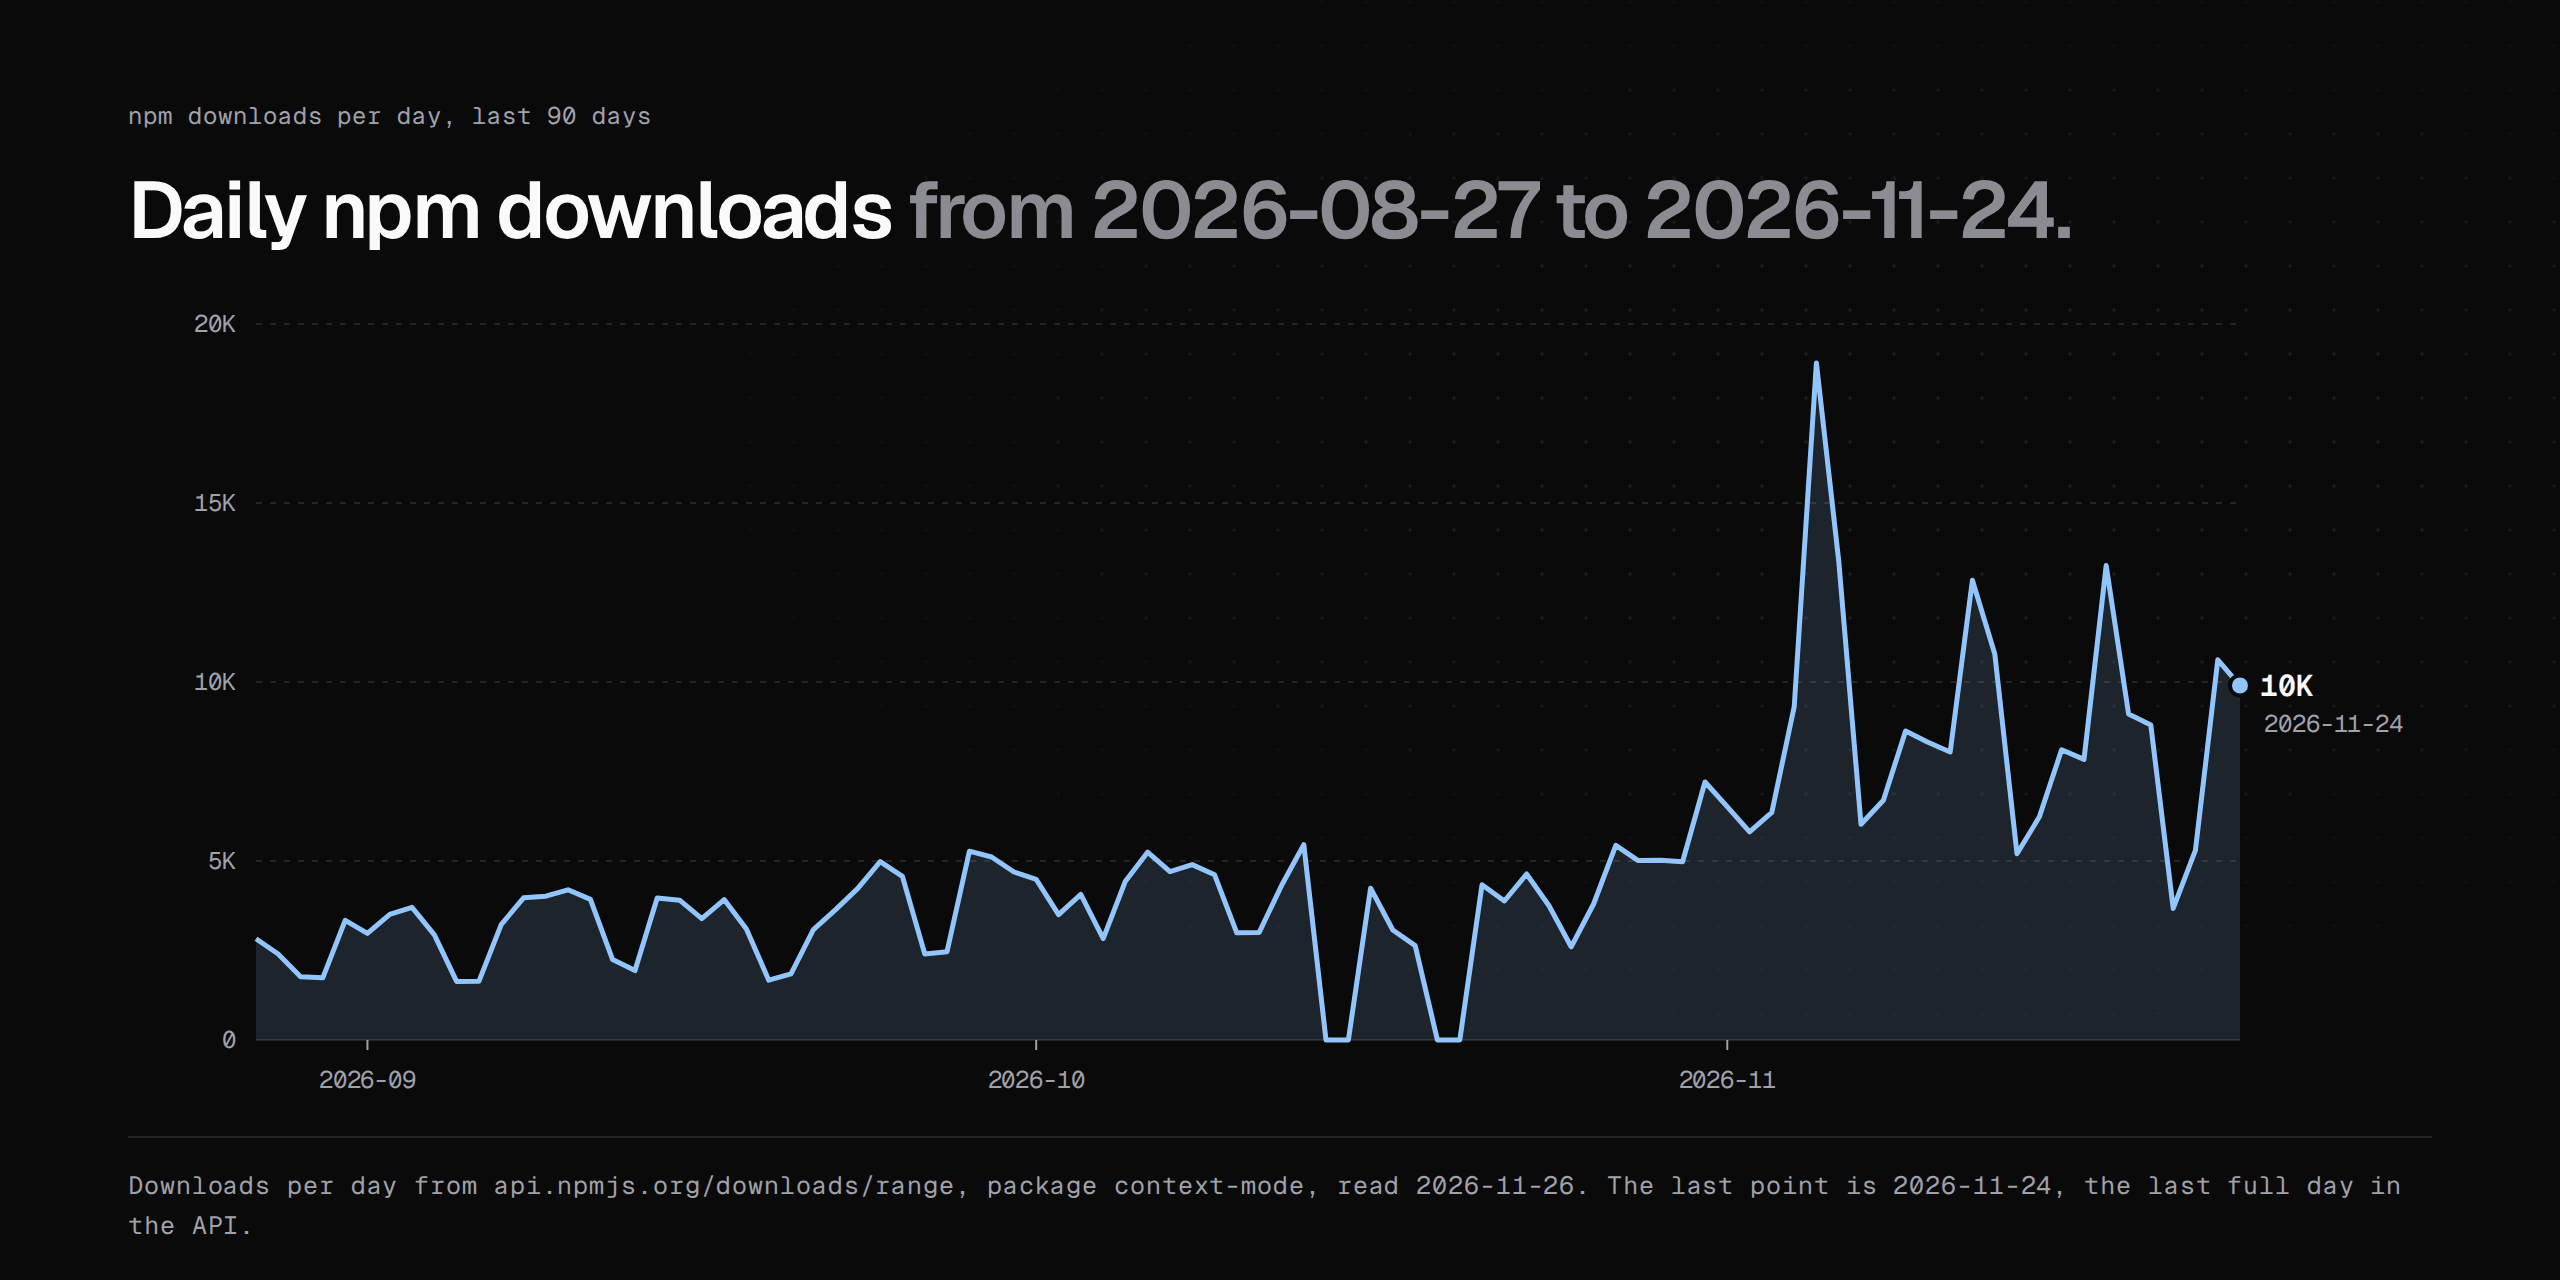 npm downloads per day, last 90 days
Daily npm downloads from 2026-08-27 to 2026-11-24.
20K
15K
10K
5K
0
10K
2026-11-24
2026-09
2026-10
2026-11
Downloads per day from api.npmjs.org/downloads/range, package context-mode, read 2026-11-26. The last point is 2026-11-24, the last full day in
the API.